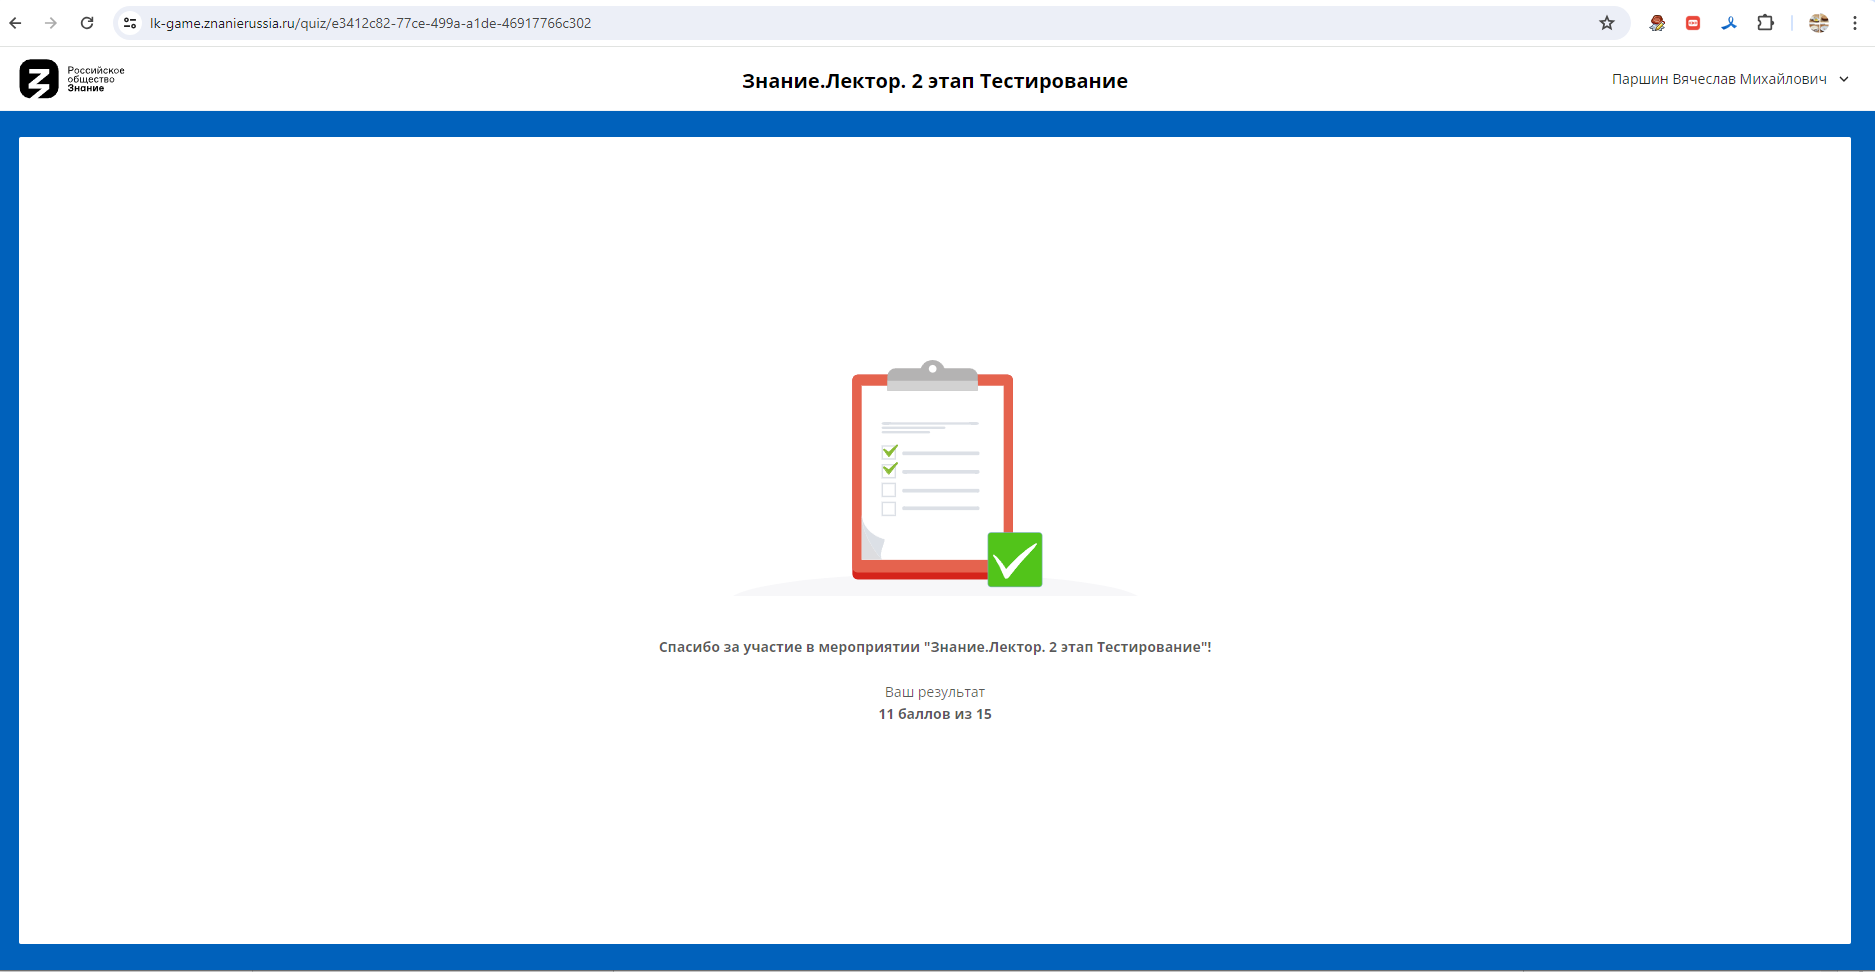 lk-game.znanierussia.ru/quiz/e3412c82-77ce-499a-a1de-46917766c302
Российское
общество
Знание
Знание.Лектор. 2 этап Тестирование
Паршин Вячеслав Михайлович
Спасибо за участие в мероприятии "Знание.Лектор. 2 этап Тестирование"!
Ваш результат
11 баллов из 15